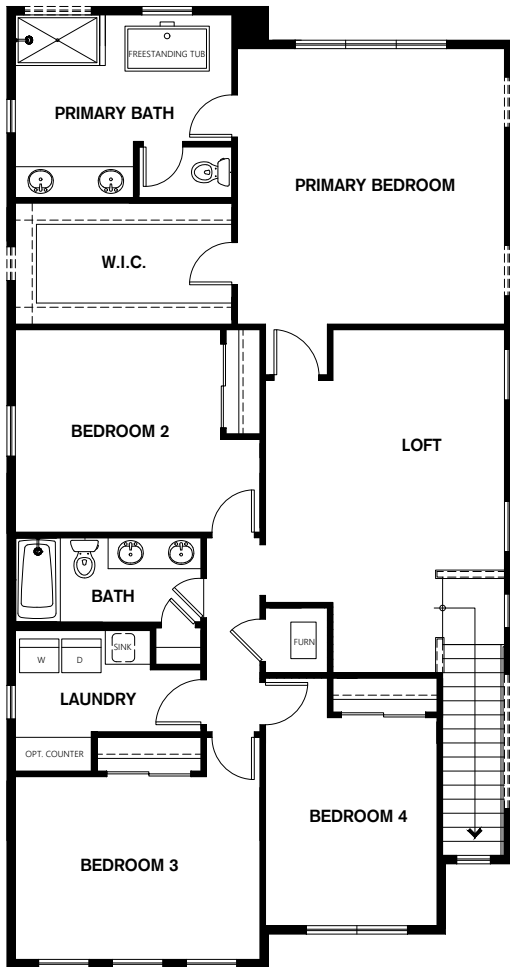 FREESTANDING TUB
PRIMARY BATH
PRIMARY BEDROOM
W.I.C.
BEDROOM 2
LOFT
BATH
SINK
FURN
W
D
LAUNDRY
OPT. COUNTER
BEDROOM 4
BEDROOM 3